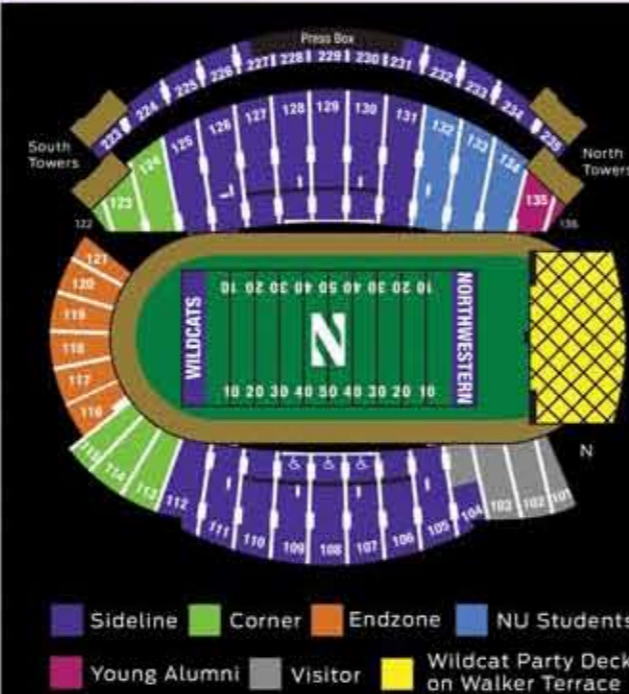 Press Box
223 224 225 226 227 228 229 230 231 232 233 234 235
South
Towers
North
Towers
123 124 125 126 127 128 129 130 131 132 133 134 135
122
136
121
120
119
118
117
116
10 20 30 40 50 40 30 20 10
WILDCATS
N
NORTHWESTERN
10 20 30 40 50 40 30 20 10
N
115 114 113 112 111 110 109 108 107 106 105 104 103 102 101
Sideline
Corner
Endzone
NU Students
Young Alumni
Visitor
Wildcat Party Deck
on Walker Terrace